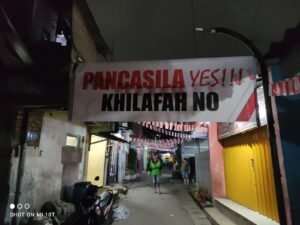 PANCASILA YES!!!
KHILAFAH NO
SHOT ON MI 10T